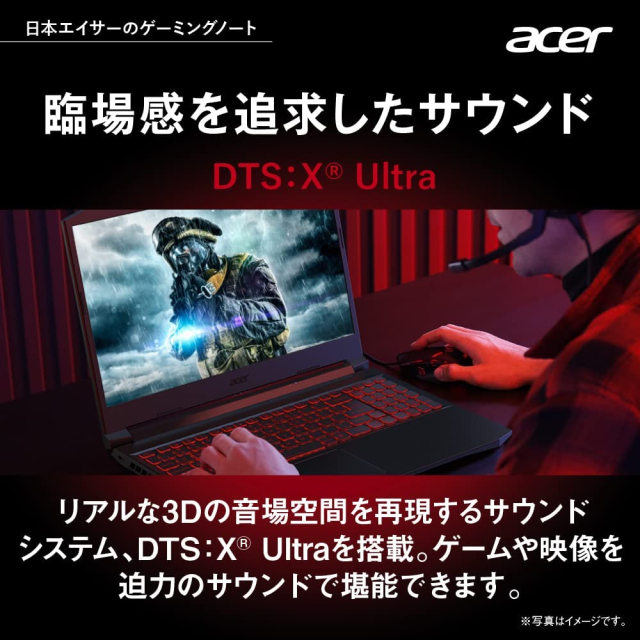 日本エイサーのゲーミングノート
acer
臨場感を追求したサウンド
DTS:X® Ultra
acer
リアルな3Dの音場空間を再現するサウンド
システム、DTS:X® Ultraを搭載。ゲームや映像を
迫力のサウンドで堪能できます。
※写真はイメージです。